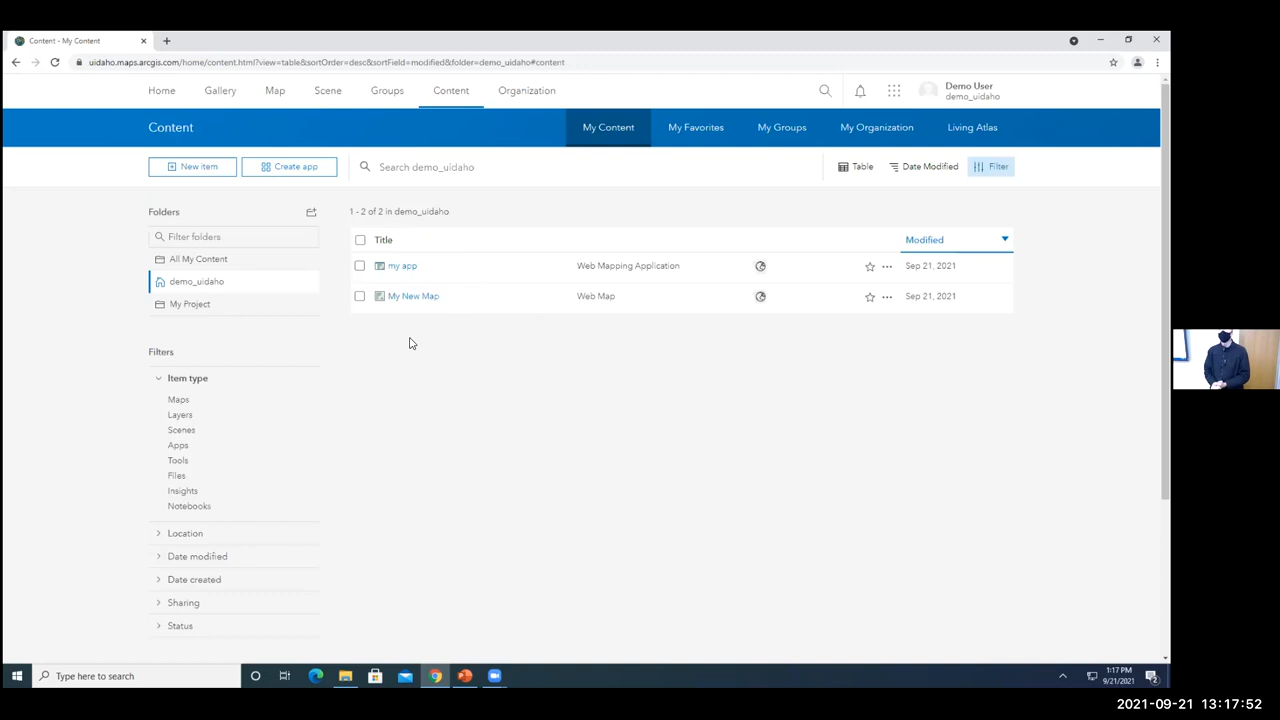 Content - My Content
uidaho.maps.arcgis.com/home/content.html?view=table&sortOrder=desc&sortField=modified&folder=demo_uidaho#content
Home Gallery Map Scene Groups Content Organization
Demo User
demo_uidaho
Content
My Content My Favorites My Groups My Organization Living Atlas
New item Create app Search demo_uidaho Table Date Modified Filter
Folders
1 - 2 of 2 in demo_uidaho
Filter folders
Title Modified
All My Content
my app Web Mapping Application Sep 21, 2021
demo_uidaho
My New Map Web Map Sep 21, 2021
My Project
Filters
Item type
Maps
Layers
Scenes
Apps
Tools
Files
Insights
Notebooks
Location
Date modified
Date created
Sharing
Status
Type here to search
1:17 PM
9/21/2021
2
2021-09-21 13:17:52